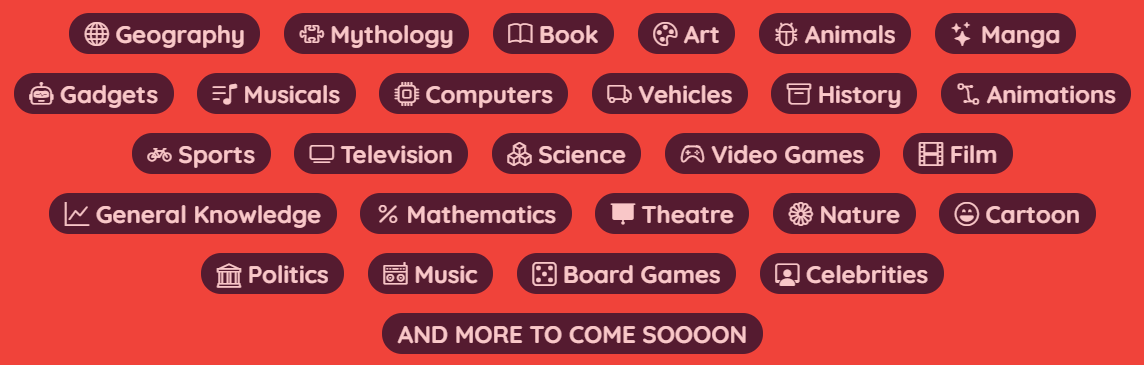 Geography Mythology Book Art Animals Manga
Gadgets Musicals Computers Vehicles History Animations
Sports Television Science Video Games Film
General Knowledge Mathematics Theatre Nature Cartoon
Politics Music Board Games Celebrities
AND MORE TO COME SOOOON